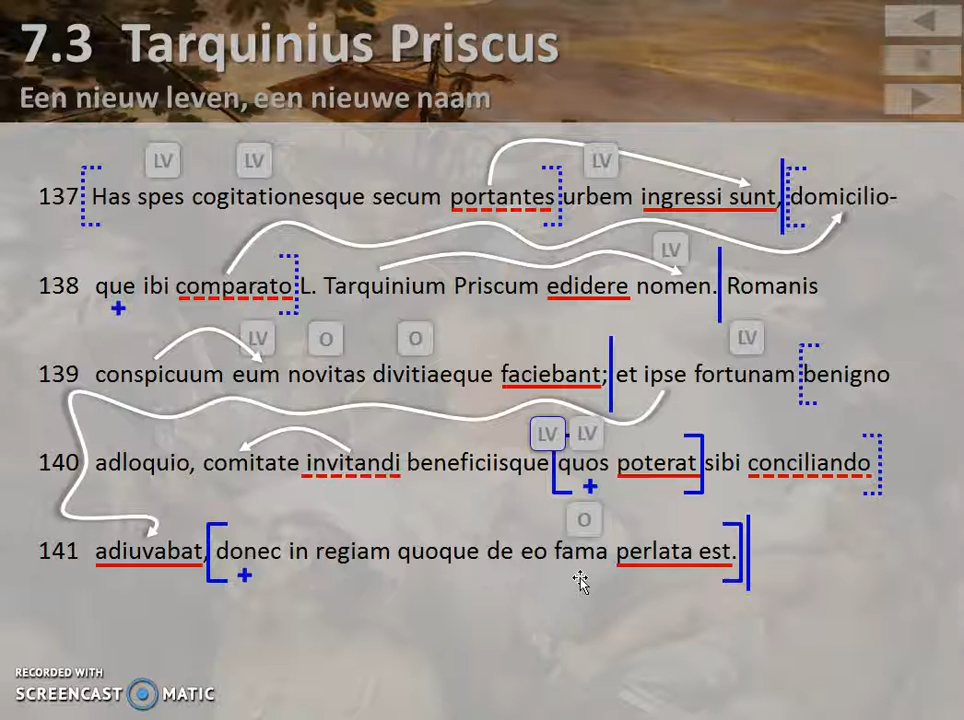 7.3 Tarquinius Priscus
Een nieuw leven, een nieuwe naam
LV LV LV
137 Has spes cogitationesque secum portantes urbem ingressi sunt, domicilio-
LV
138 que ibi comparato L. Tarquinium Priscum edidere nomen. Romanis
+
LV O O LV
139 conspicuum eum novitas divitiaeque faciebant; et ipse fortunam benigno
LV LV
140 adloquio, comitate invitandi beneficiisque quos poterat sibi conciliando
+
O
141 adiuvabat, donec in regiam quoque de eo fama perlata est.
+
RECORDED WITH
SCREENCAST MATIC